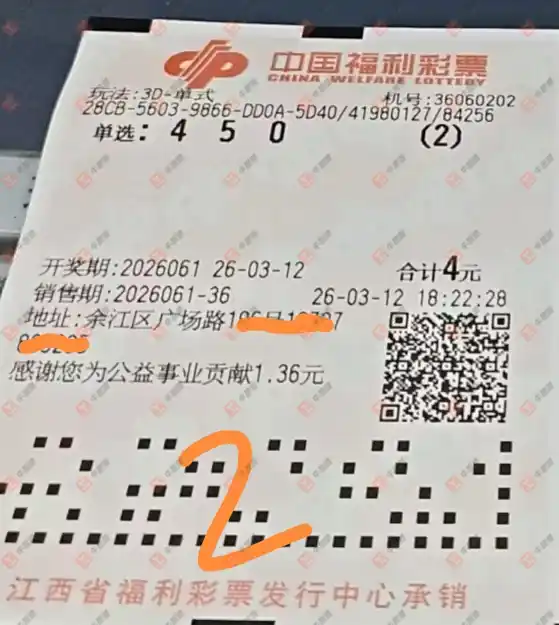 中国福利彩票
CHINA WELFARE LOTTERY
玩法:3D-单式 机号:36060202
28CB-5603-9866-DD0A-5D40/41980127/84256
单选: 4 5 0 (2)
开奖期:2026061 26-03-12 合计4元
销售期:2026061-36 26-03-12 18:22:28
地址:余江区广场路
感谢您为公益事业贡献1.36元
2
江西省福利彩票发行中心承销